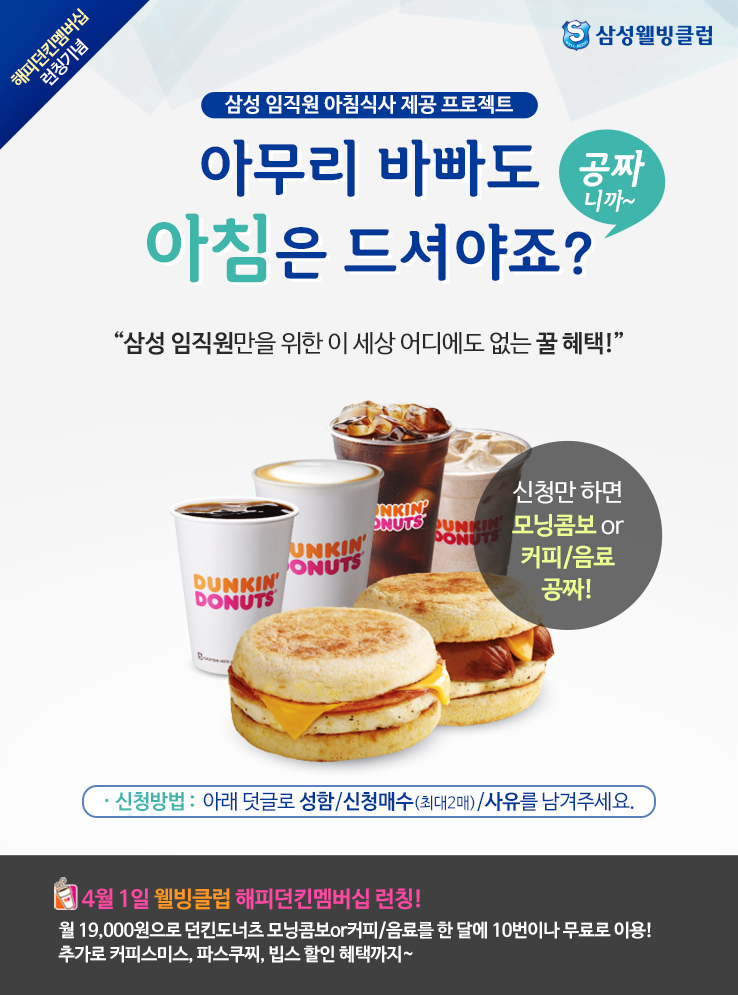 해피던킨멤버십
런칭기념
S
삼성웰빙클럽
삼성 임직원 아침식사 제공 프로젝트
아무리 바빠도
공짜
니까~
아침은 드셔야죠?
“삼성 임직원만을 위한 이 세상 어디에도 없는 꿀 혜택!”
신청만 하면
모닝콤보 or
커피/음료
공짜!
DUNKIN'
DONUTS
UNKIN'
ONUTS
NKIN'
ONUTS
DUNKIN'
DONUTS
· 신청방법 : 아래 덧글로 성함/신청매수(최대2매)/사유를 남겨주세요.
4월 1일 웰빙클럽 해피던킨멤버십 런칭!
월 19,000원으로 던킨도너츠 모닝콤보or커피/음료를 한 달에 10번이나 무료로 이용!
추가로 커피스미스, 파스쿠찌, 빕스 할인 혜택까지~